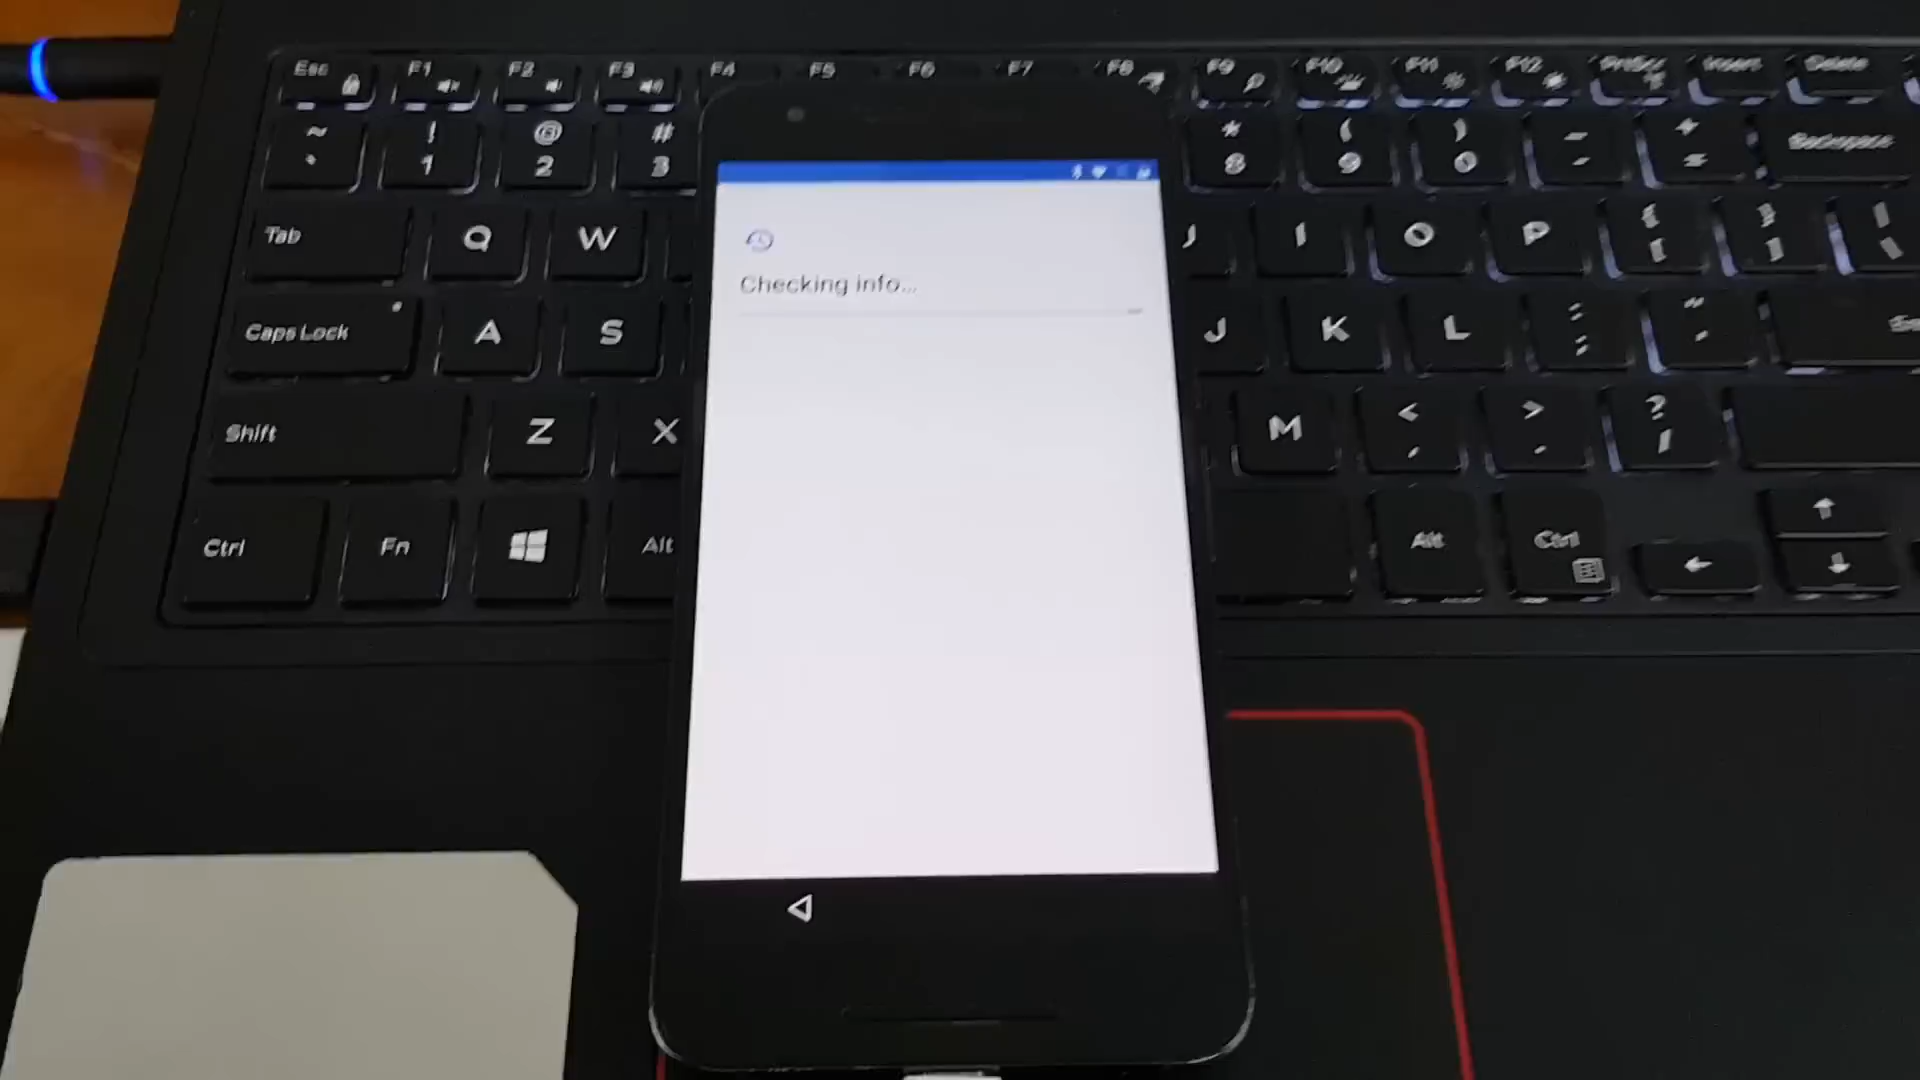 Esc F1 F2 F3 F4 F5 F6 F7 F8 F9 F10 F11 F12 PrtScr Insert Delete
~ ! @ # * ( ) _ +
` 1 2 3 8 9 0 - = Backspace
Checking info...
Tab Q W I O P { [ } ] | \
Caps Lock A S J K L : ; " '
Shift Z X M < , > . ? /
Ctrl Fn Alt Alt Ctrl